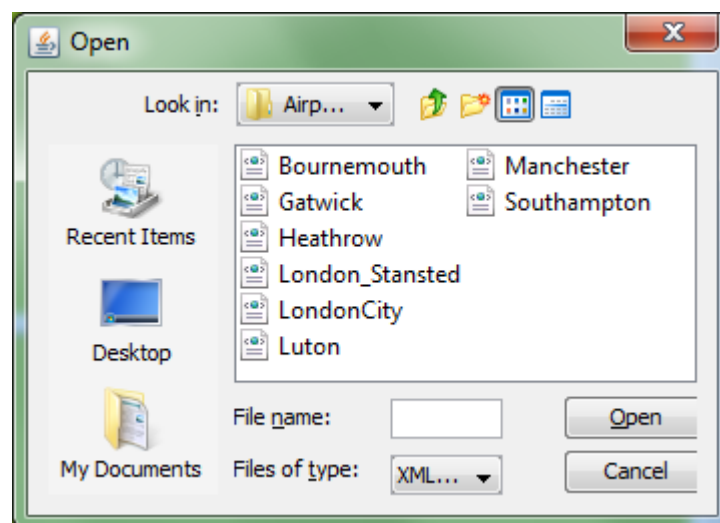 Open
Look in: Airp...
Recent Items
Desktop
My Documents
Bournemouth
Gatwick
Heathrow
London_Stansted
LondonCity
Luton
Manchester
Southampton
File name:
Open
Files of type: XML...
Cancel